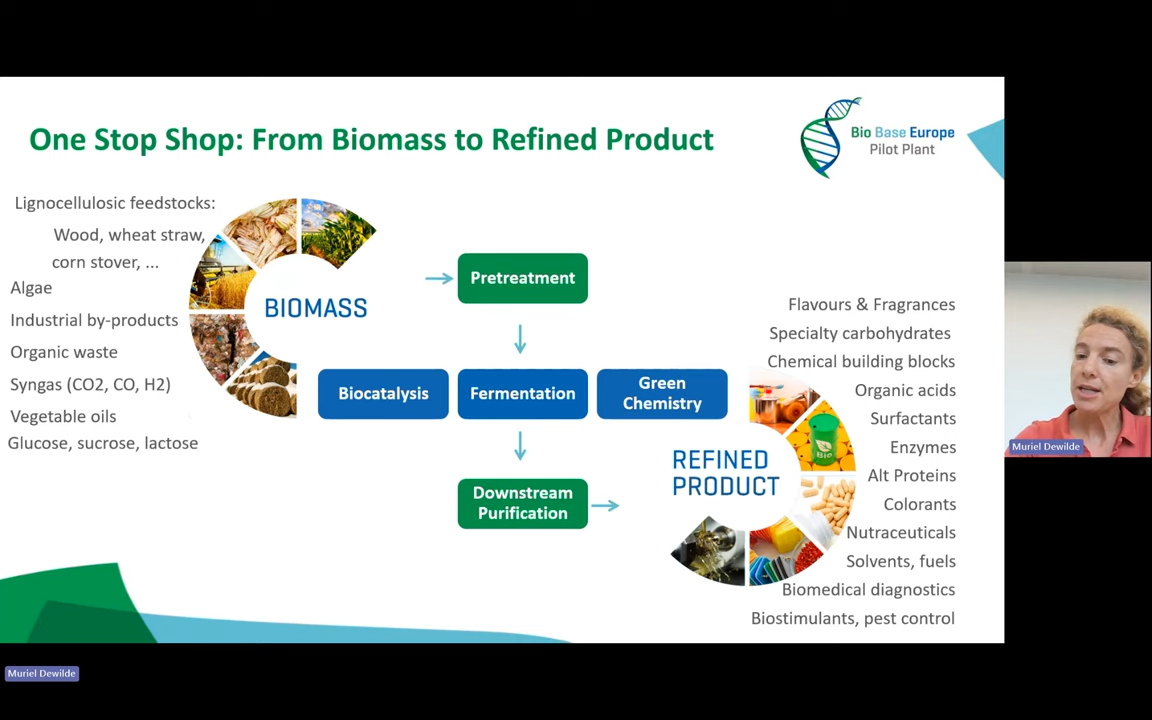 One Stop Shop: From Biomass to Refined Product
Bio Base Europe
Pilot Plant
Lignocellulosic feedstocks:
Wood, wheat straw,
corn stover, ...
Algae
Industrial by-products
Organic waste
Syngas (CO2, CO, H2)
Vegetable oils
Glucose, sucrose, lactose
BIOMASS
Pretreatment
Biocatalysis
Fermentation
Green
Chemistry
Downstream
Purification
REFINED
PRODUCT
Flavours & Fragrances
Specialty carbohydrates
Chemical building blocks
Organic acids
Surfactants
Enzymes
Alt Proteins
Colorants
Nutraceuticals
Solvents, fuels
Biomedical diagnostics
Biostimulants, pest control
Bio
Muriel Dewilde
Muriel Dewilde